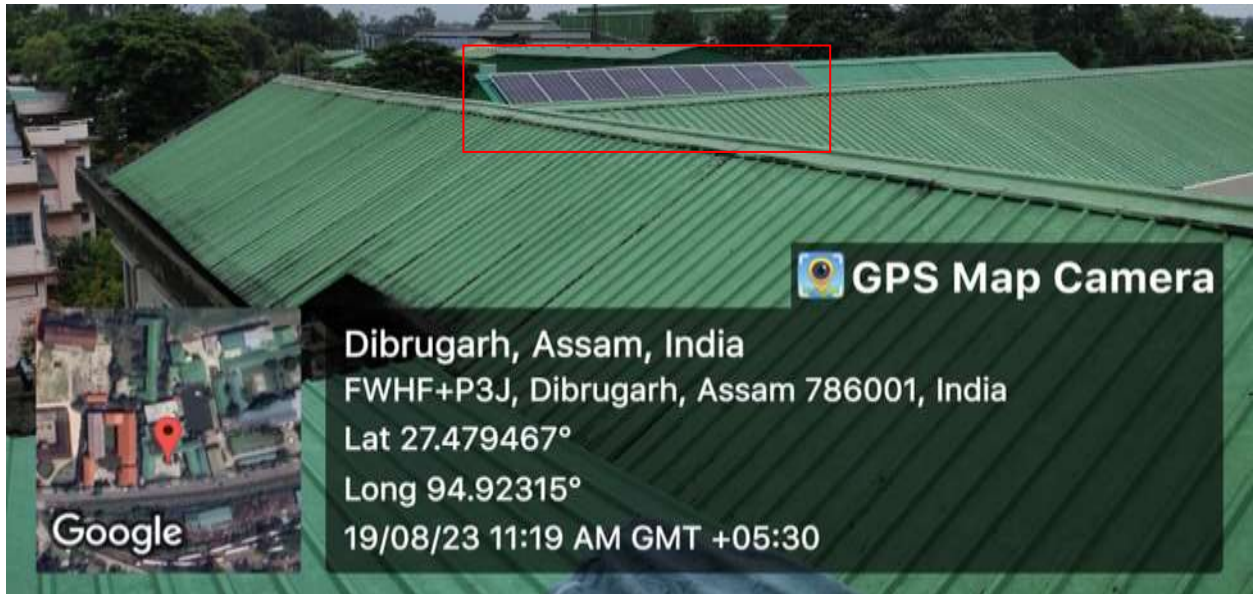 GPS Map Camera
Dibrugarh, Assam, India
FWHF+P3J, Dibrugarh, Assam 786001, India
Lat 27.479467°
Long 94.92315°
19/08/23 11:19 AM GMT +05:30
Google